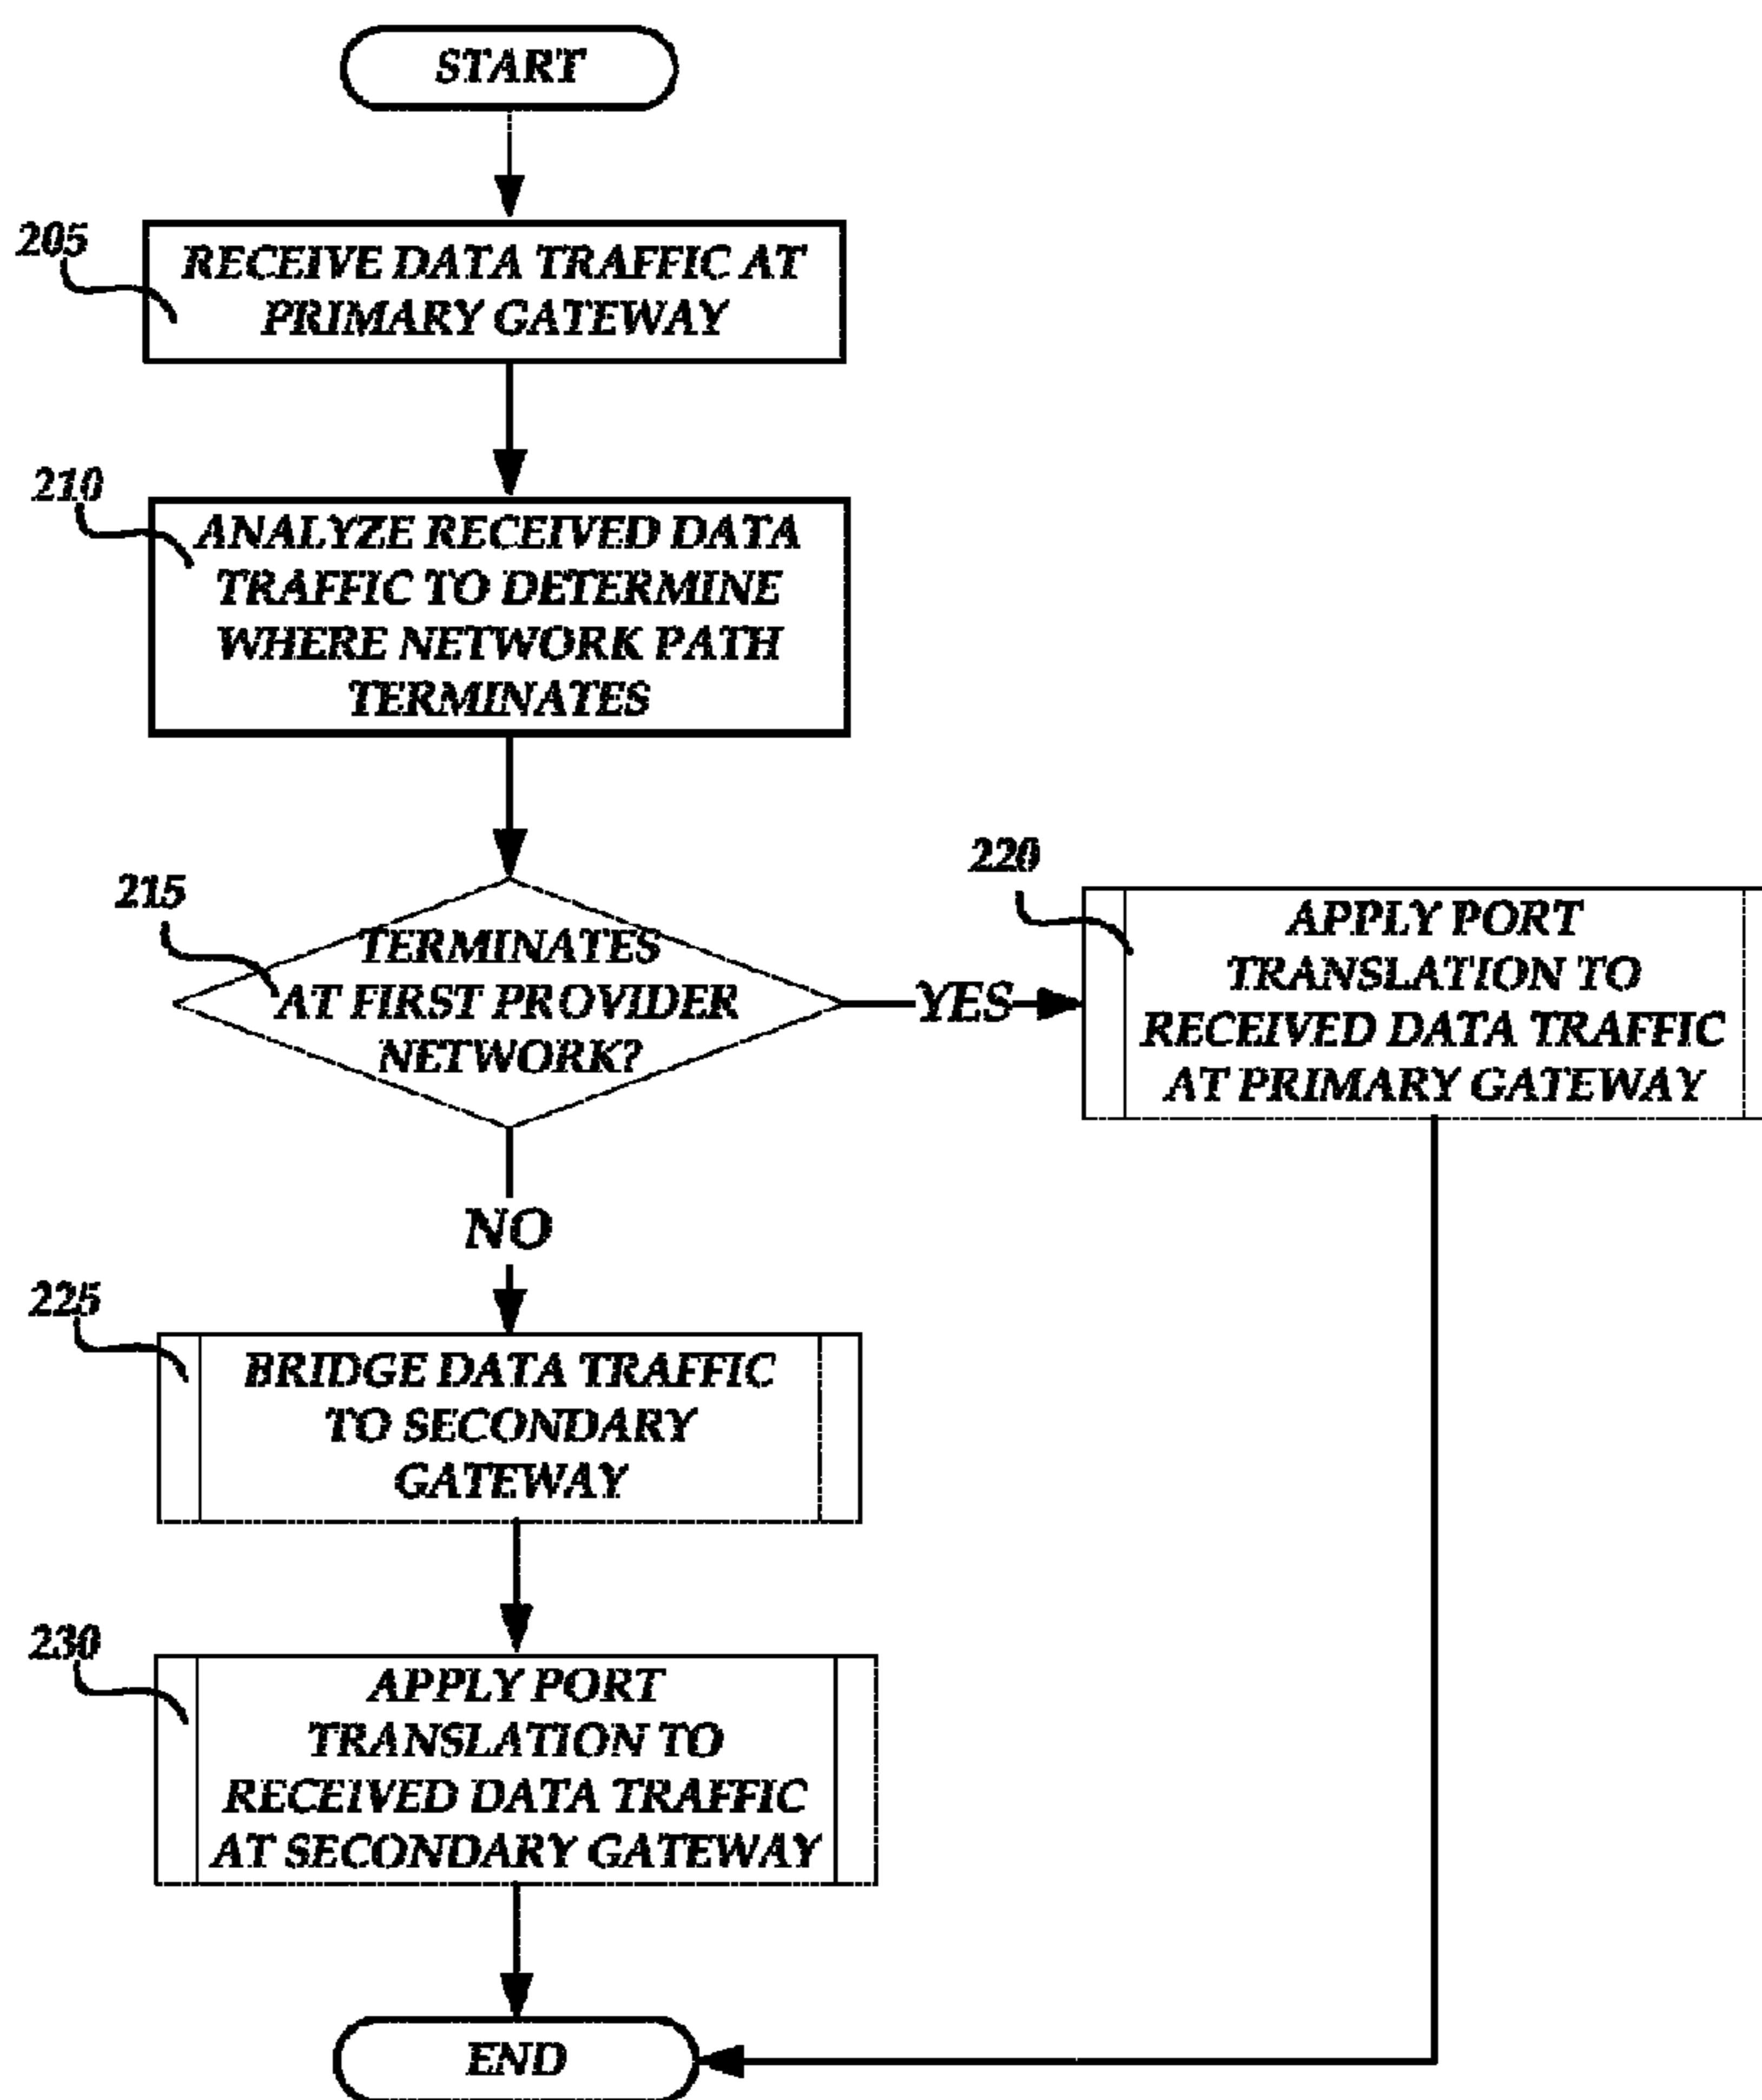 START
205
RECEIVE DATA TRAFFIC AT
PRIMARY GATEWAY
210
ANALYZE RECEIVED DATA
TRAFFIC TO DETERMINE
WHERE NETWORK PATH
TERMINATES
215
TERMINATES
AT FIRST PROVIDER
NETWORK?
YES
220
APPLY PORT
TRANSLATION TO
RECEIVED DATA TRAFFIC
AT PRIMARY GATEWAY
NO
225
BRIDGE DATA TRAFFIC
TO SECONDARY
GATEWAY
230
APPLY PORT
TRANSLATION TO
RECEIVED DATA TRAFFIC
AT SECONDARY GATEWAY
END